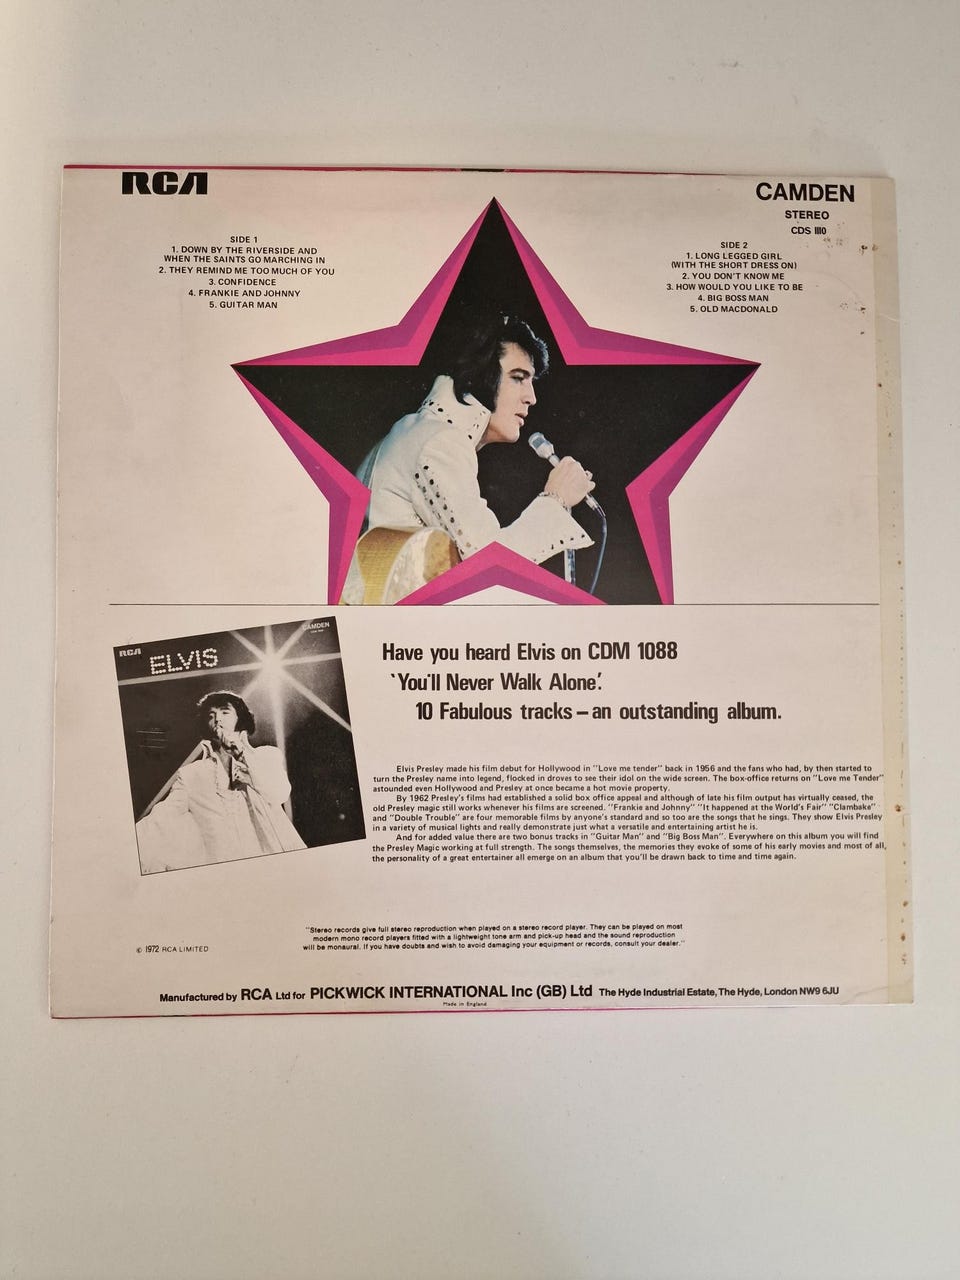 RCA
CAMDEN
STEREO
CDS 1110
SIDE 1
1. DOWN BY THE RIVERSIDE AND
WHEN THE SAINTS GO MARCHING IN
2. THEY REMIND ME TOO MUCH OF YOU
3. CONFIDENCE
4. FRANKIE AND JOHNNY
5. GUITAR MAN
SIDE 2
1. LONG LEGGED GIRL
(WITH THE SHORT DRESS ON)
2. YOU DON'T KNOW ME
3. HOW WOULD YOU LIKE TO BE
4. BIG BOSS MAN
5. OLD MACDONALD
RCA
CAMDEN
ELVIS
Have you heard Elvis on CDM 1088
'You'll Never Walk Alone'.
10 Fabulous tracks – an outstanding album.
Elvis Presley made his film debut for Hollywood in "Love me tender" back in 1956 and the fans who had, by then started to
turn the Presley name into legend, flocked in droves to see their idol on the wide screen. The box-office returns on "Love me Tender"
astounded even Hollywood and Presley at once became a hot movie property.
By 1962 Presley's films had established a solid box office appeal and although of late his film output has virtually ceased, the
old Presley magic still works whenever his films are screened. "Frankie and Johnny" "It happened at the World's Fair" "Clambake"
and "Double Trouble" are four memorable films by anyone's standard and so too are the songs that he sings. They show Elvis Presley
in a variety of musical lights and really demonstrate just what a versatile and entertaining artist he is.
And for added value there are two bonus tracks in "Guitar Man" and "Big Boss Man". Everywhere on this album you will find
the Presley Magic working at full strength. The songs themselves, the memories they evoke of some of his early movies and most of all,
the personality of a great entertainer all emerge on an album that you'll be drawn back to time and time again.
"Stereo records give full stereo reproduction when played on a stereo record player. They can be played on most
modern mono record players fitted with a lightweight tone arm and pick-up head and the sound reproduction
will be monaural. If you have doubts and wish to avoid damaging your equipment or records, consult your dealer."
© 1972 RCA LIMITED
Manufactured by RCA Ltd for PICKWICK INTERNATIONAL Inc (GB) Ltd The Hyde Industrial Estate, The Hyde, London NW9 6JU
Made in England